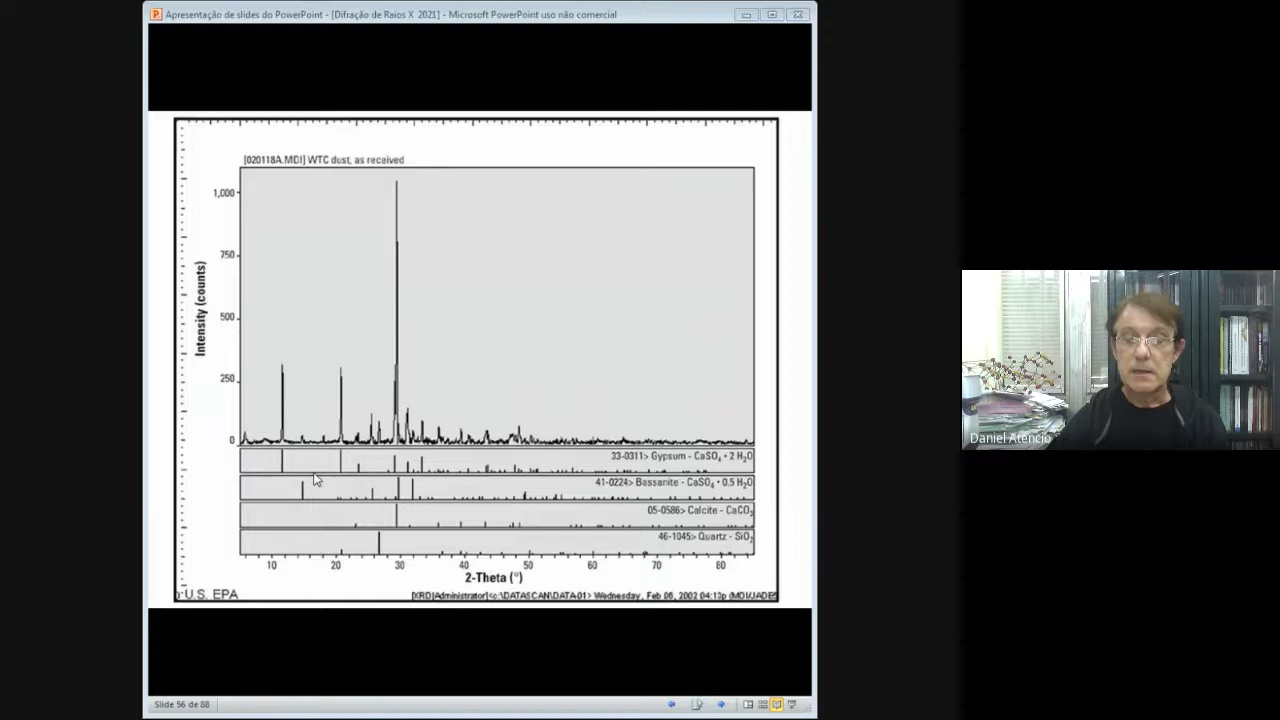 Apresentação de slides do PowerPoint - [Difração de Raios X 2021] - Microsoft PowerPoint uso não comercial
[020118A.MDI] WTC dust, as received
1,000
750
500
250
0
Intensity (counts)
33-0311> Gypsum - CaSO₄ • 2 H₂O
41-0224> Bassanite - CaSO₄ • 0.5 H₂O
05-0586> Calcite - CaCO₃
46-1045> Quartz - SiO₂
10 20 30 40 50 60 70 80
2-Theta (°)
U.S. EPA
[XRD|Administrator]<c:\DATASCAN\DATA-01> Wednesday, Feb 06, 2002 04:13p (MDI/JADE5
Daniel Atencio
Slide 56 de 88